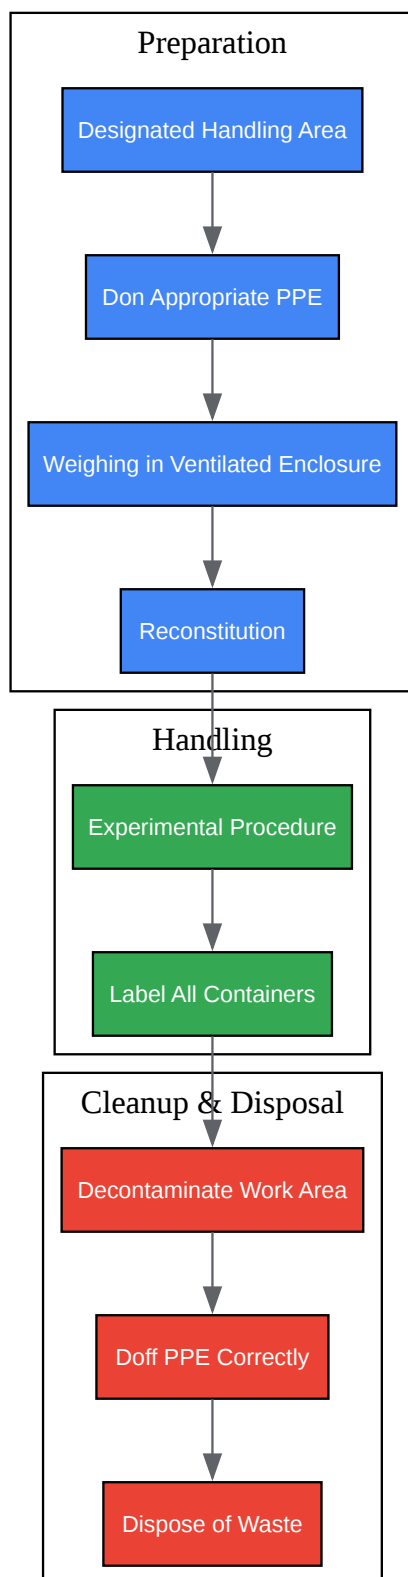 Preparation
Designated Handling Area
Don Appropriate PPE
Weighing in Ventilated Enclosure
Reconstitution
Handling
Experimental Procedure
Label All Containers
Cleanup & Disposal
Decontaminate Work Area
Doff PPE Correctly
Dispose of Waste